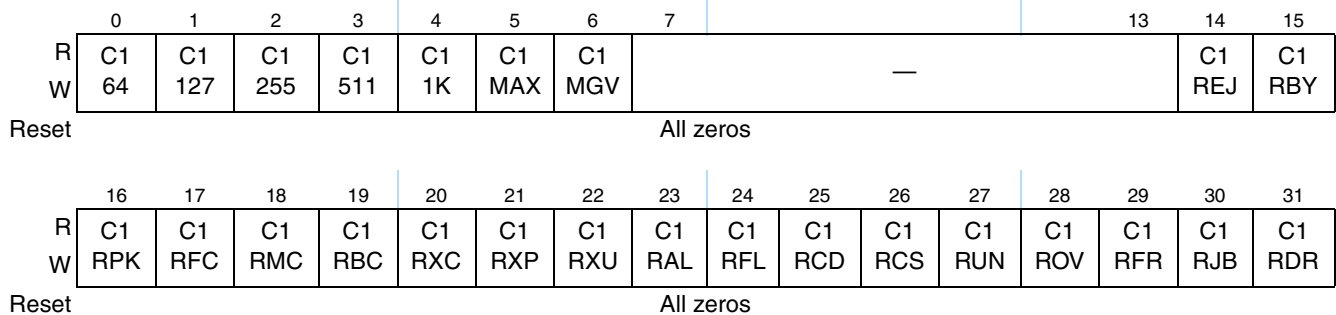 0 1 2 3 4 5 6 7 13 14 15
R C1 C1 C1 C1 C1 C1 C1 — C1 C1
W 64 127 255 511 1K MAX MGV REJ RBY
Reset All zeros
16 17 18 19 20 21 22 23 24 25 26 27 28 29 30 31
R C1 C1 C1 C1 C1 C1 C1 C1 C1 C1 C1 C1 C1 C1 C1 C1
W RPK RFC RMC RBC RXC RXP RXU RAL RFL RCD RCS RUN ROV RFR RJB RDR
Reset All zeros